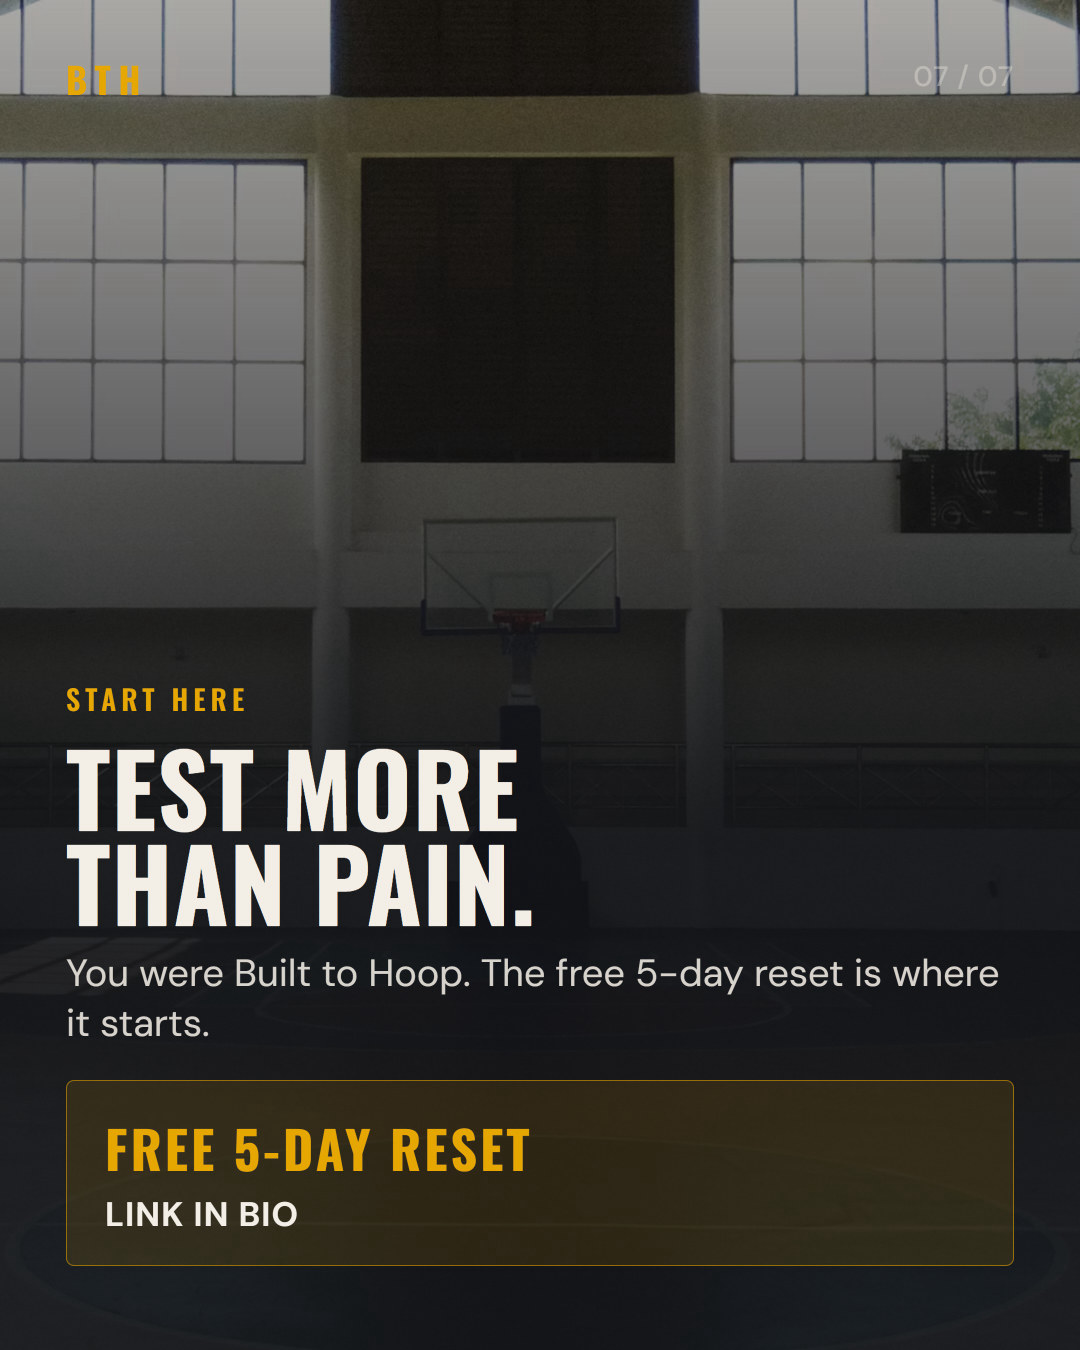 BTH
07 / 07
START HERE
TEST MORE
THAN PAIN.
You were Built to Hoop. The free 5-day reset is where
it starts.
FREE 5-DAY RESET
LINK IN BIO